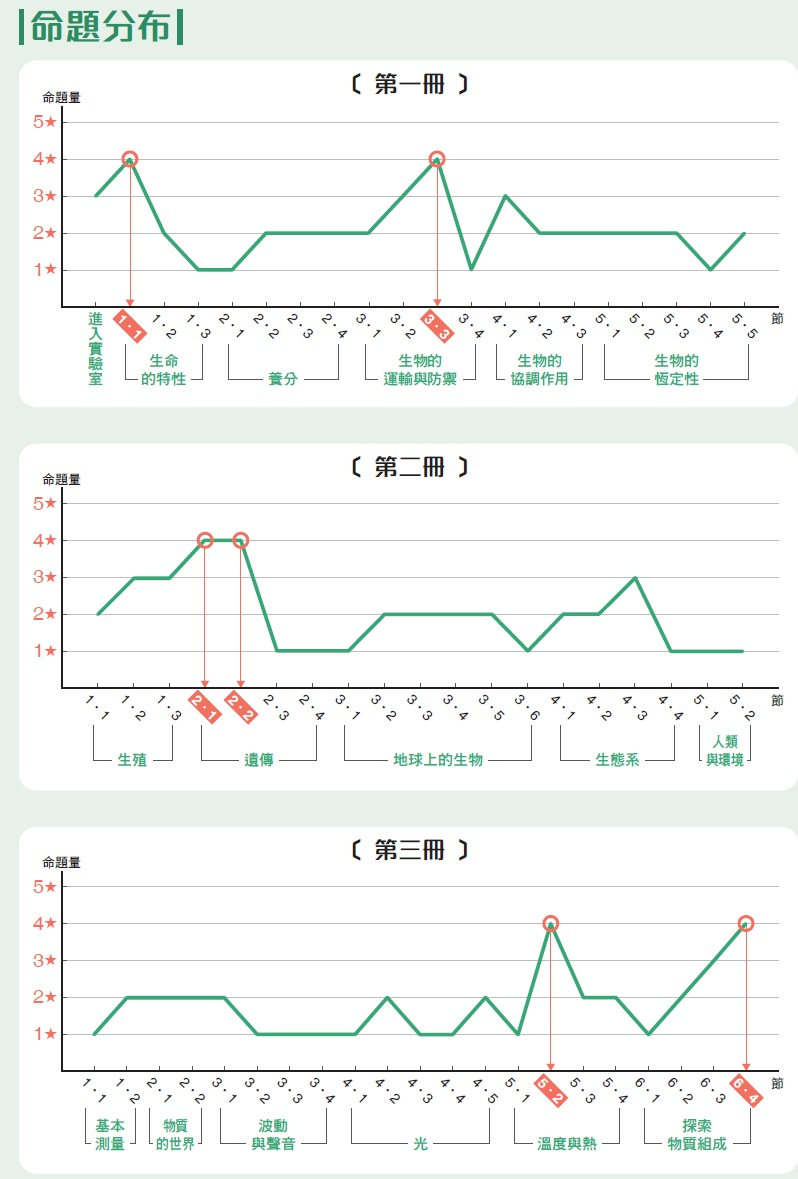 命題分布
〔 第一冊 〕
命題量
5★
4★
3★
2★
1★
進入實驗室 1・1 1・2 1・3 2・1 2・2 2・3 2・4 3・1 3・2 3・3 3・4 4・1 4・2 4・3 5・1 5・2 5・3 5・4 5・5 節
生命的特性 養分 生物的運輸與防禦 生物的協調作用 生物的恆定性
〔 第二冊 〕
命題量
5★
4★
3★
2★
1★
1・1 1・2 1・3 2・1 2・2 2・3 2・4 3・1 3・2 3・3 3・4 3・5 3・6 4・1 4・2 4・3 4・4 5・1 5・2 節
生殖 遺傳 地球上的生物 生態系 人類與環境
〔 第三冊 〕
命題量
5★
4★
3★
2★
1★
1・1 1・2 2・1 2・2 3・1 3・2 3・3 3・4 4・1 4・2 4・3 4・4 4・5 5・1 5・2 5・3 5・4 6・1 6・2 6・3 6・4 節
基本測量 物質的世界 波動與聲音 光 溫度與熱 探索物質組成